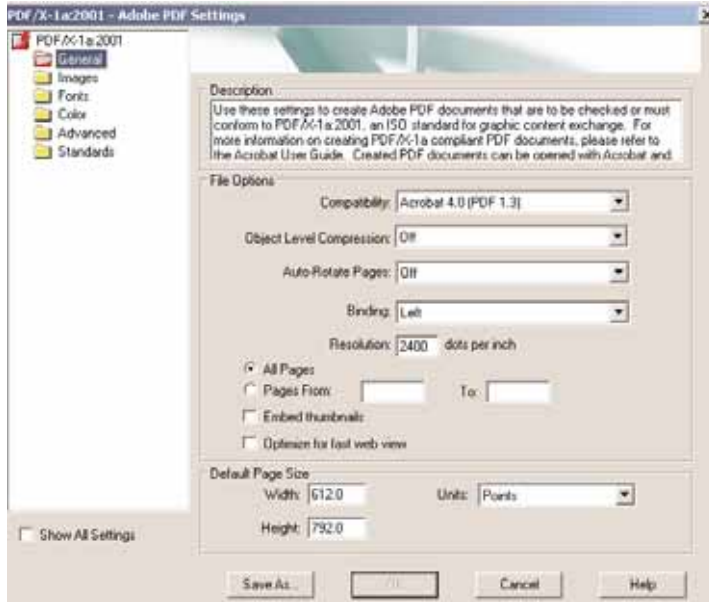 PDF/X-1a:2001 - Adobe PDF Settings
PDF/X-1a:2001
General
Images
Fonts
Color
Advanced
Standards
Show All Settings
Description
Use these settings to create Adobe PDF documents that are to be checked or must
conform to PDF/X-1a:2001, an ISO standard for graphic content exchange. For
more information on creating PDF/X-1a compliant PDF documents, please refer to
the Acrobat User Guide. Created PDF documents can be opened with Acrobat and
File Options
Compatibility: Acrobat 4.0 (PDF 1.3)
Object Level Compression: Off
Auto-Rotate Pages: Off
Binding: Left
Resolution: 2400 dots per inch
All Pages
Pages From: To:
Embed thumbnails
Optimize for fast web view
Default Page Size
Width: 612.0 Units: Points
Height: 792.0
Save As... Cancel Help